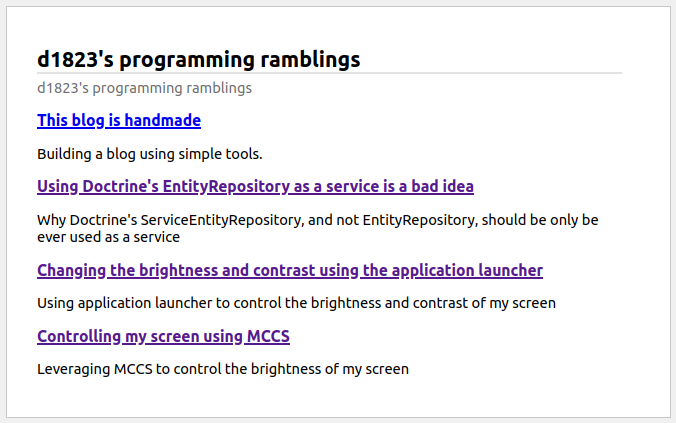 d1823's programming ramblings
d1823's programming ramblings
This blog is handmade
Building a blog using simple tools.
Using Doctrine's EntityRepository as a service is a bad idea
Why Doctrine's ServiceEntityRepository, and not EntityRepository, should be only be
ever used as a service
Changing the brightness and contrast using the application launcher
Using application launcher to control the brightness and contrast of my screen
Controlling my screen using MCCS
Leveraging MCCS to control the brightness of my screen